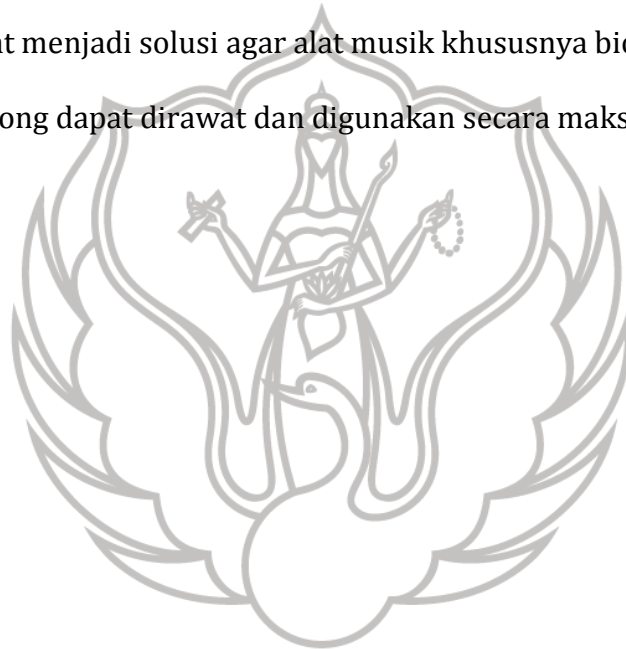 menjadi solusi agar alat musik khususnya
dapat dirawat dan digunakan secara